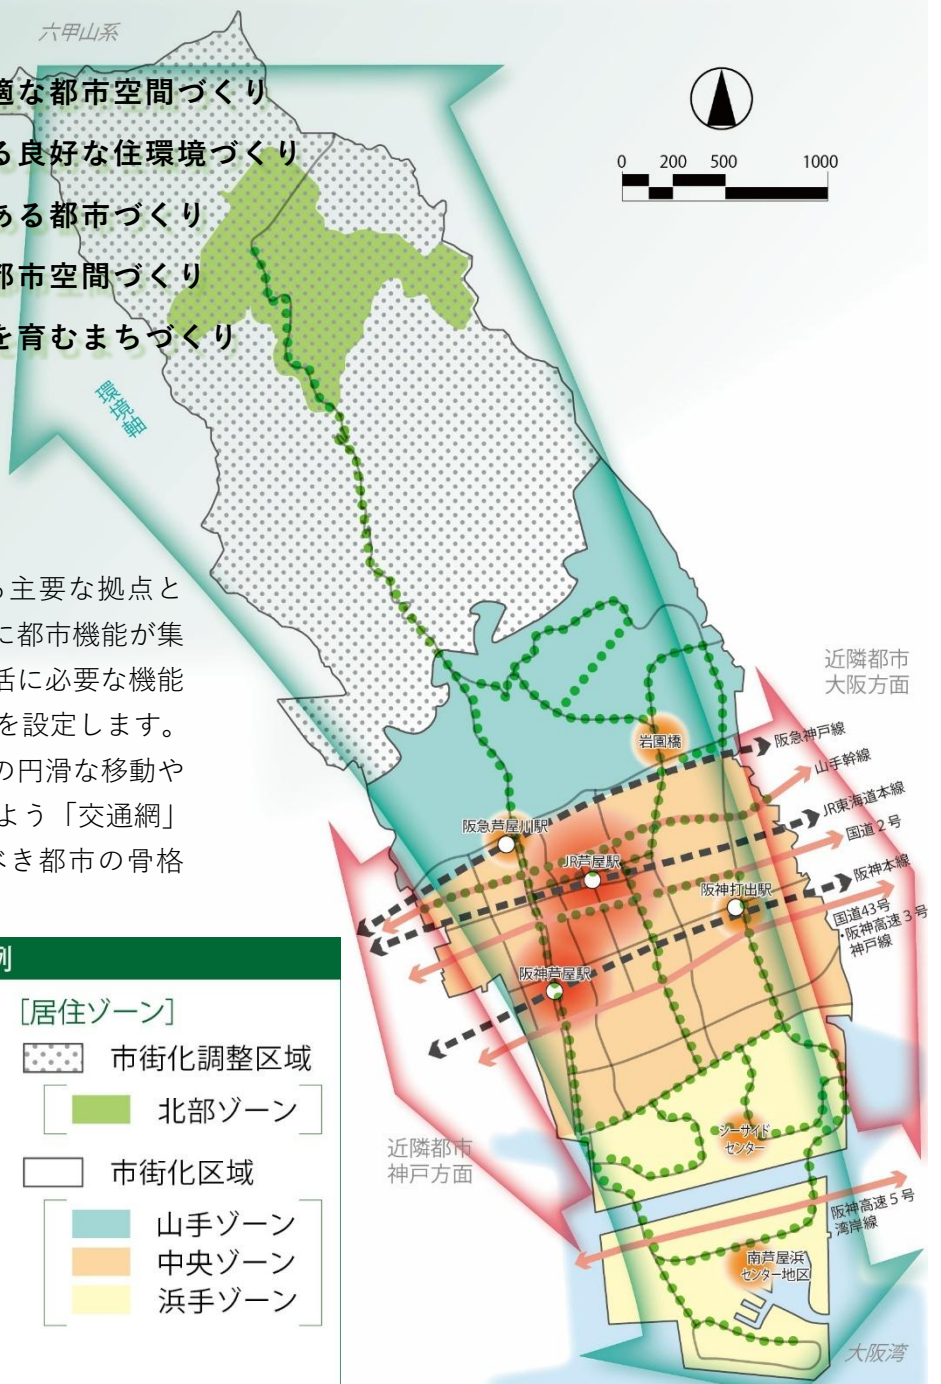 六甲山系
適な都市空間づくり
る良好な住環境づくり
ある都市づくり
都市空間づくり
を育むまちづくり
0 200 500 1000
環境軸
る主要な拠点と
に都市機能が集
活に必要な機能
を設定します。
の円滑な移動や
よう「交通網」
べき都市の骨格
近隣都市
大阪方面
岩園橋
阪急神戸線
山手幹線
JR東海道本線
国道2号
阪神本線
国道43号
・阪神高速3号
神戸線
阪急芦屋川駅
JR芦屋駅
阪神打出駅
阪神芦屋駅
近隣都市
神戸方面
シーサイド
センター
阪神高速5号
湾岸線
南芦屋浜
センター地区
大阪湾
例
［居住ゾーン］
市街化調整区域
北部ゾーン
市街化区域
山手ゾーン
中央ゾーン
浜手ゾーン